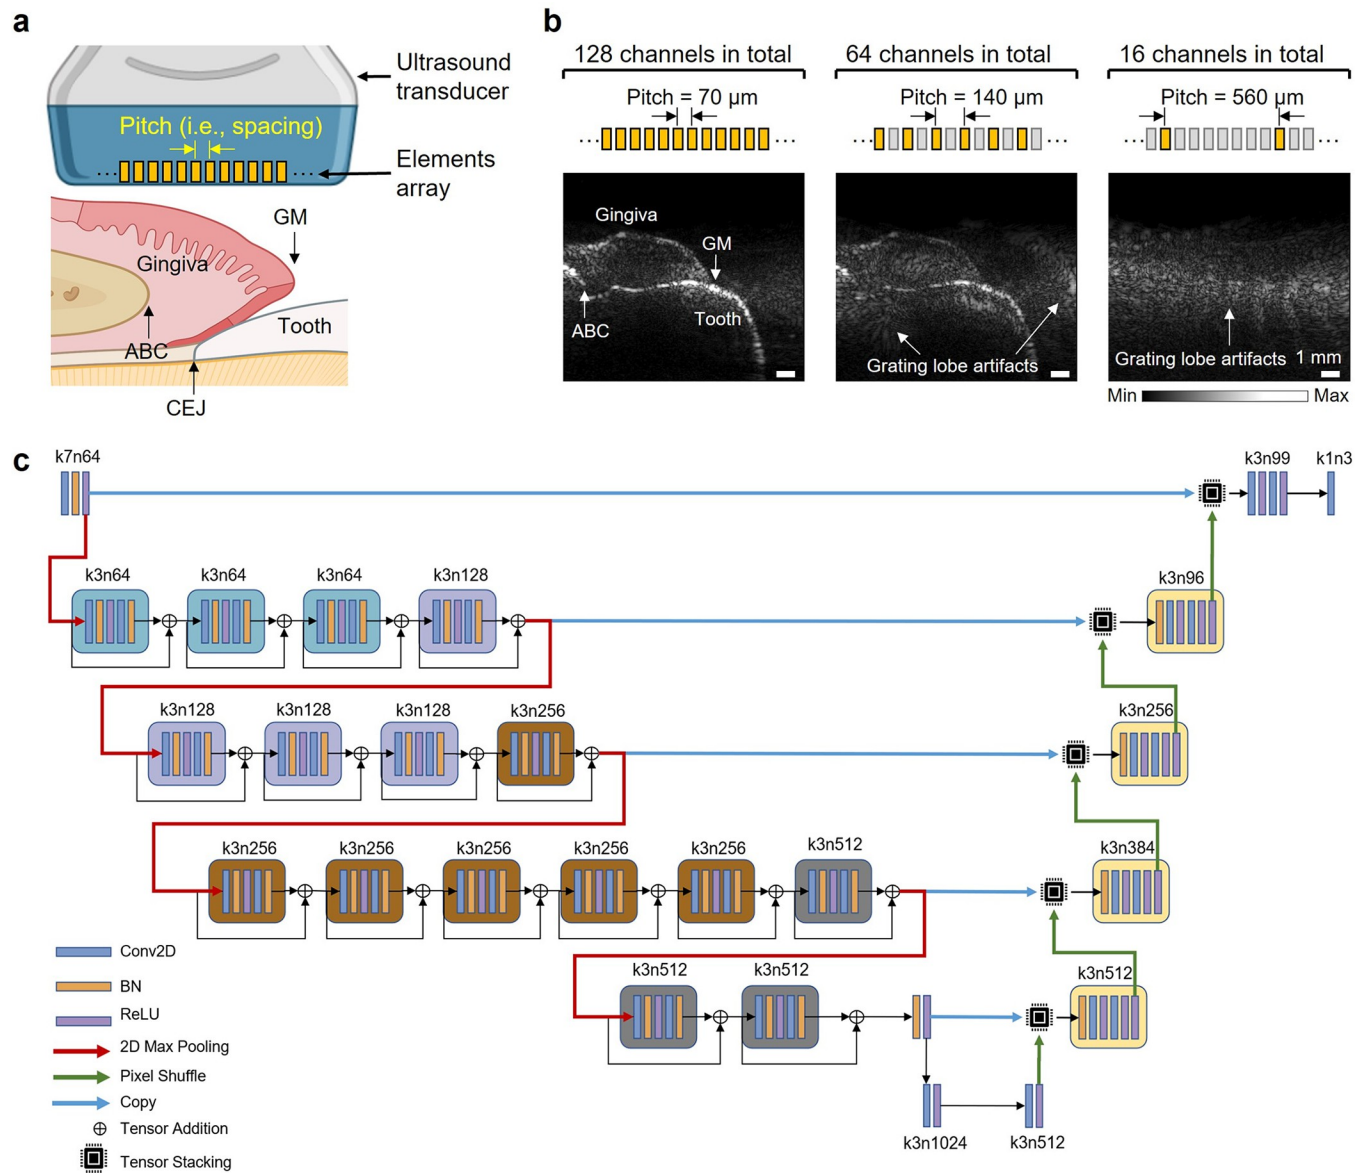 a
Ultrasound
transducer
Pitch (i.e., spacing)
Elements
array
GM
Gingiva
Tooth
ABC
CEJ
b
128 channels in total
64 channels in total
16 channels in total
Pitch = 70 µm
Pitch = 140 µm
Pitch = 560 µm
Gingiva
GM
ABC
Tooth
Grating lobe artifacts
Grating lobe artifacts
1 mm
Min
Max
c
k7n64
k3n99
k1n3
k3n64
k3n64
k3n64
k3n128
k3n96
k3n128
k3n128
k3n128
k3n256
k3n256
k3n256
k3n256
k3n256
k3n256
k3n256
k3n512
k3n384
k3n512
k3n512
k3n512
k3n1024
k3n512
Conv2D
BN
ReLU
2D Max Pooling
Pixel Shuffle
Copy
Tensor Addition
Tensor Stacking